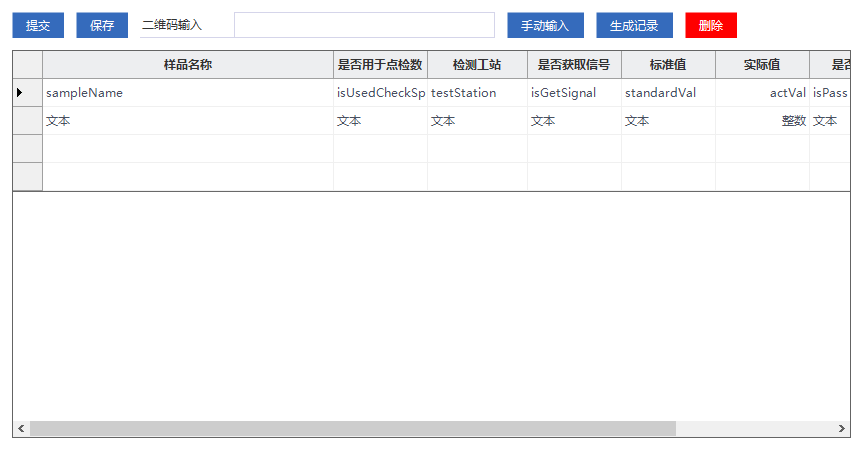 提交 保存 二维码输入 手动输入 生成记录 删除
样品名称 是否用于点检数 检测工站 是否获取信号 标准值 实际值 是否
sampleName isUsedCheckSp testStation isGetSignal standardVal actVal isPass
文本 文本 文本 文本 文本 整数 文本